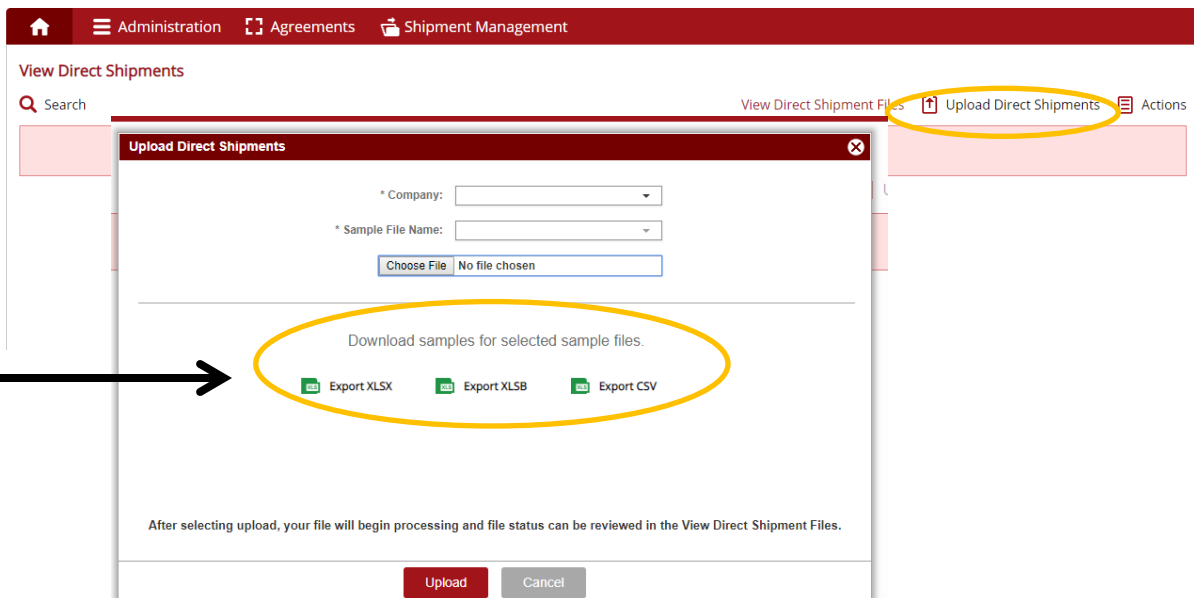 Administration Agreements Shipment Management
View Direct Shipments
Search View Direct Shipment Files Upload Direct Shipments Actions
Upload Direct Shipments
* Company:
* Sample File Name:
Choose File No file chosen
Download samples for selected sample files.
XLS Export XLSX XLS Export XLSB XLS Export CSV
After selecting upload, your file will begin processing and file status can be reviewed in the View Direct Shipment Files.
Upload Cancel